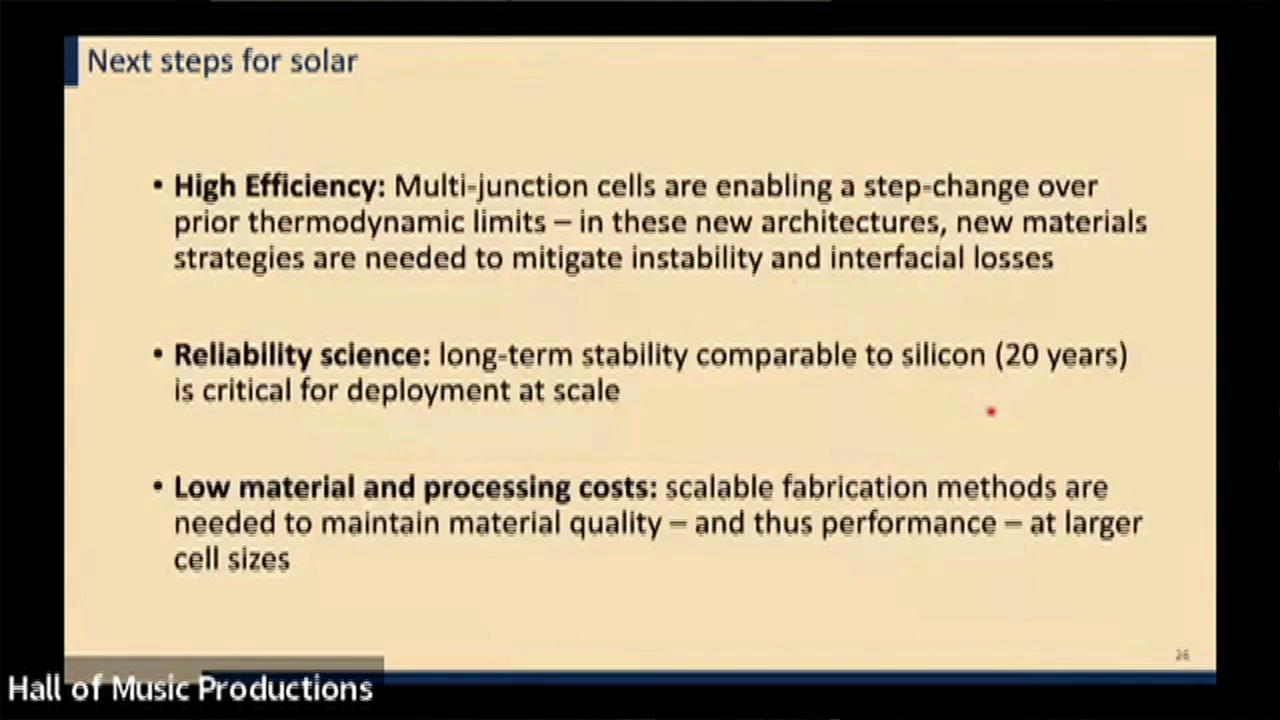 Next steps for solar
• High Efficiency: Multi-junction cells are enabling a step-change over
prior thermodynamic limits – in these new architectures, new materials
strategies are needed to mitigate instability and interfacial losses
• Reliability science: long-term stability comparable to silicon (20 years)
is critical for deployment at scale
• Low material and processing costs: scalable fabrication methods are
needed to maintain material quality – and thus performance – at larger
cell sizes
26
Hall of Music Productions